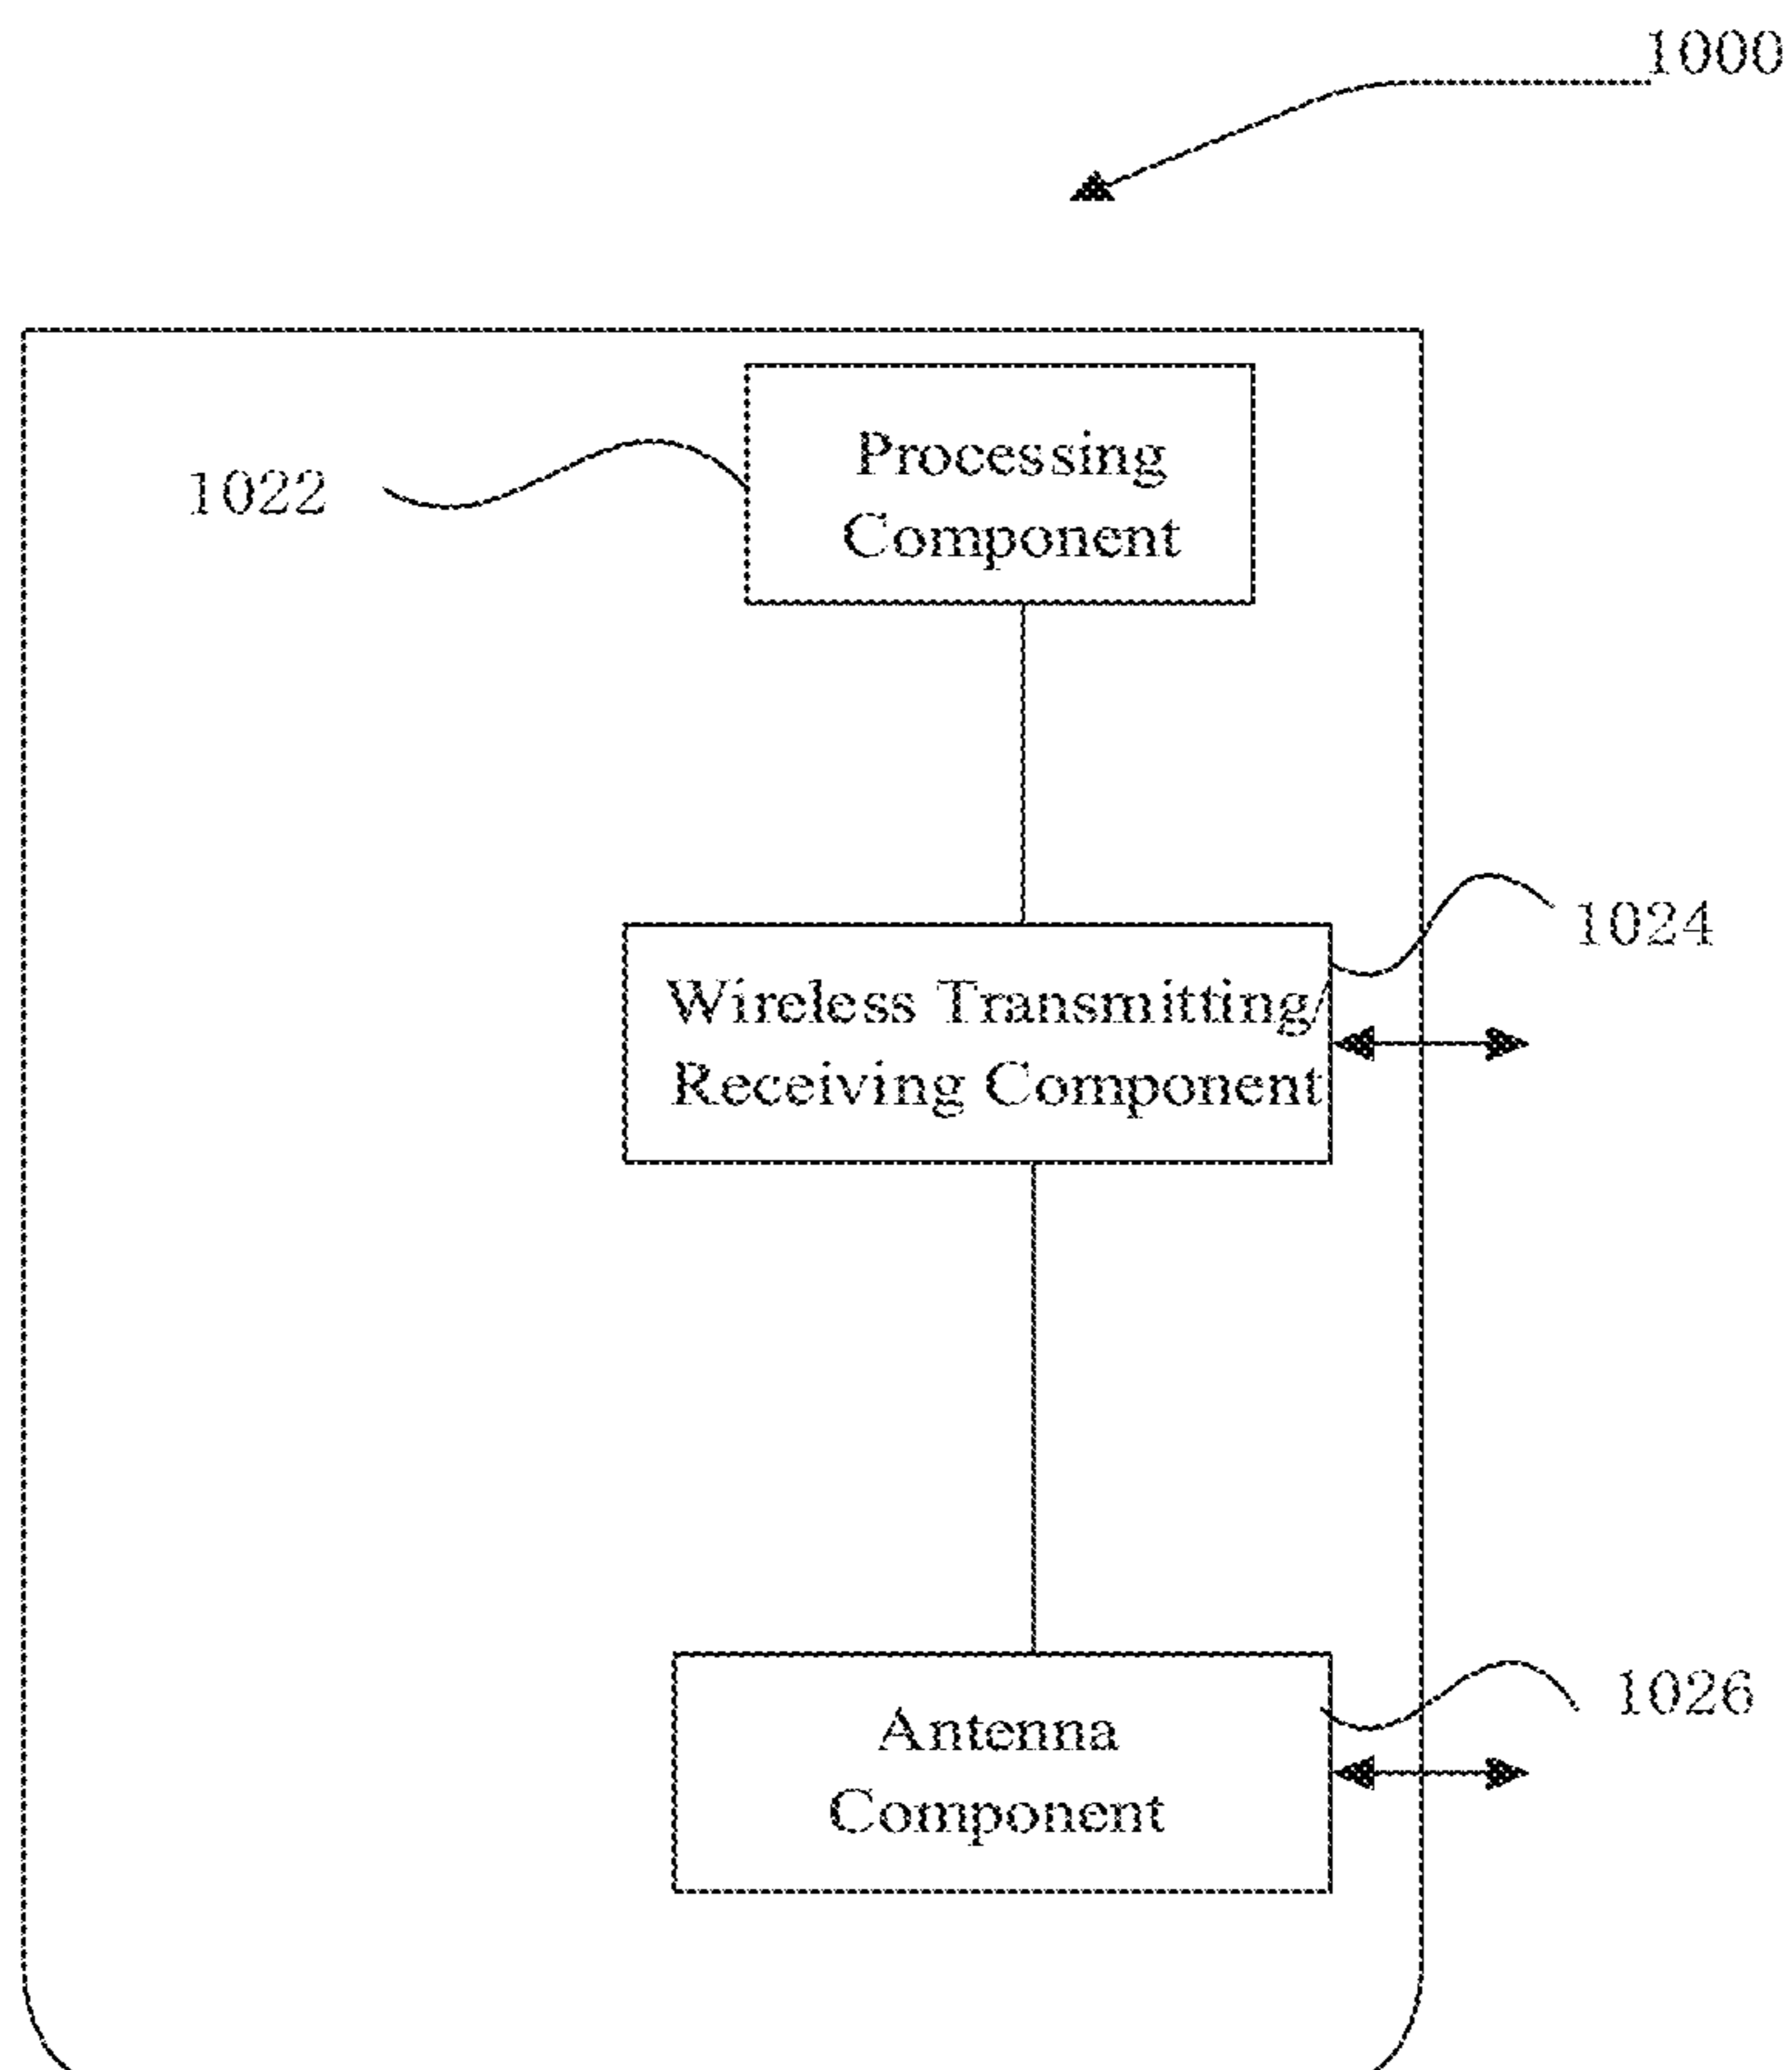 1000
1022
Processing
Component
1024
Wireless Transmitting/
Receiving Component
1026
Antenna
Component